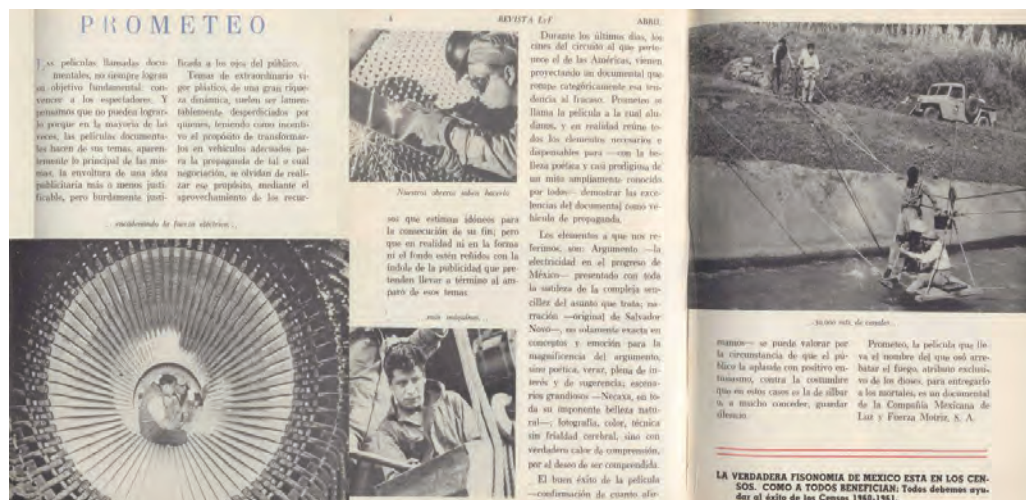 PROMETEO
Las películas llamadas docu-
mentales, no siempre logran
su objetivo fundamental: con-
vencer a los espectadores. Y
pensamos que no pueden lograr-
lo porque en la mayoría de las
veces, las películas documenta-
les hacen de sus temas, aparen-
temente lo principal de las mis-
mas, la envoltura de una idea
publicitaria más o menos justi-
ficable, pero burdamente justi-
ficada a los ojos del público.
Temas de extraordinario vi-
gor plástico, de una gran rique-
za dinámica, suelen ser lamen-
tablemente desperdiciados por
quienes, teniendo como incenti-
vo el propósito de transformar-
los en vehículos adecuados pa-
ra la propaganda de tal o cual
negociación, se olvidan de reali-
zar ese propósito, mediante el
aprovechamiento de los recur-
fuerza eléctrica...
4
REVISTA LyF
ABRIL
Nuestros obreros saben hacerlo
sos que estiman idóneos para
la consecución de su fin; pero
que en realidad ni en la forma
ni el fondo estén reñidos con la
índole de la publicidad que pre-
tenden llevar a término al am-
paro de esos temas.
Durante los últimos días, los
cines del circuito al que perte-
nece el de las Américas, vienen
proyectando un documental que
rompe categóricamente esa ten-
dencia al fracaso. Prometeo se
llama la película a la cual alu-
dimos, y en realidad reúne to-
dos los elementos necesarios e
dispensables para —con la be-
lleza poética y casi prodigiosa de
un mito ampliamente conocido
por todos— demostrar las exce-
lencias del documental como ve-
hículo de propaganda.
Los elementos a que nos re-
ferimos, son: Argumento —la
electricidad en el progreso de
México— presentado con toda
la sutileza de la compleja sen-
cillez del asunto que trata; na-
rración —original de Salvador
Novo—, no solamente exacta en
conceptos y emoción para la
magnificencia del argumento,
sino poética, veraz, plena de in-
terés y de sugerencia; escena-
rios grandiosos —Necaxa, en to-
da su imponente belleza natu-
ral—; fotografía, color, técnica
sin frialdad cerebral, sino con
verdadero calor de comprensión,
por el deseo de ser comprendida.
El buen éxito de la película
—confirmación de cuanto afir-
mamos— se puede valorar por
la circunstancia de que el pú-
blico la aplaude con positivo en-
tusiasmo, contra la costumbre
que en estos casos es la de silbar
o, a mucho conceder, guardar
silencio.
Prometeo, la película que lle-
va el nombre del que osó arre-
batar el fuego, atributo exclusi-
vo de los dioses, para entregarlo
a los mortales, es un documental
de la Compañía Mexicana de
Luz y Fuerza Motriz, S. A.
LA VERDADERA FISONOMIA DE MEXICO ESTA EN LOS CEN-
SOS. COMO A TODOS BENEFICIAN: Todos debemos ayu-
dar al éxito de los Censos 1960-1961.